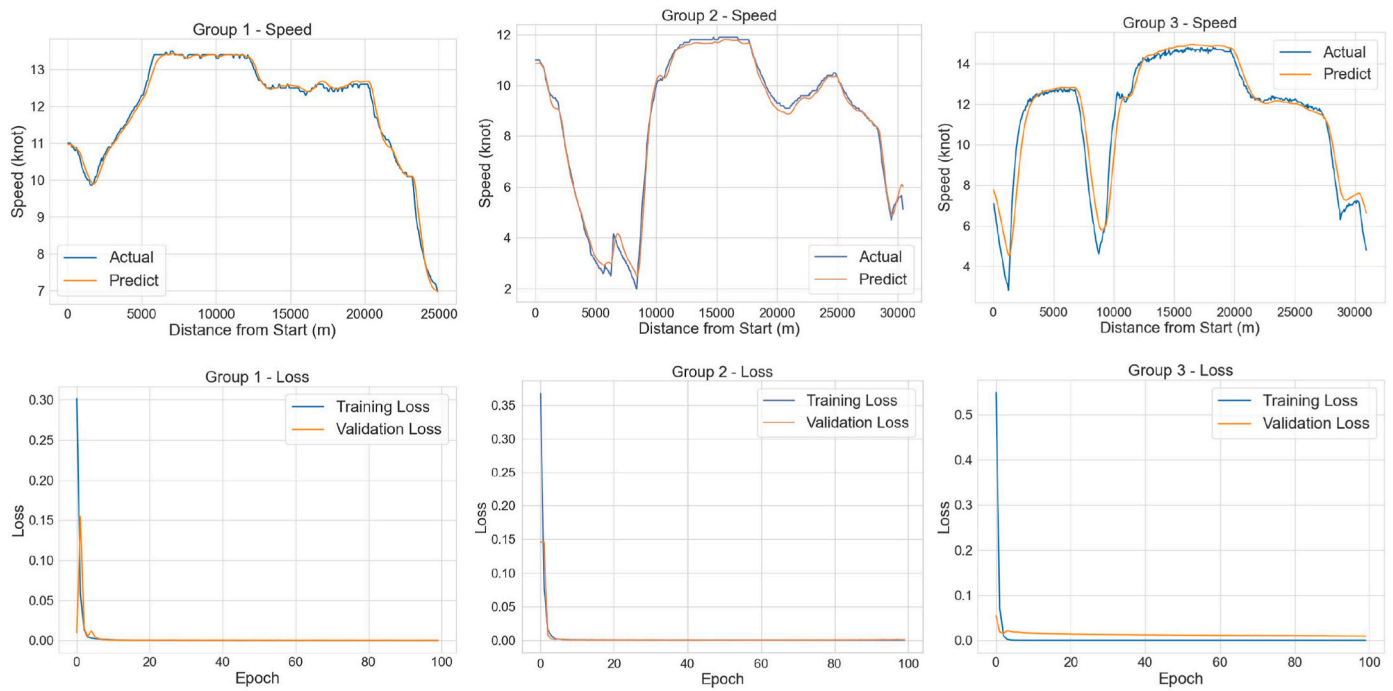 Group 1 - Speed
13
12
11
10
9
8
7
Speed (knot)
Actual
Predict
0
5000
10000
15000
20000
25000
Distance from Start (m)
Group 2 - Speed
12
10
8
6
4
2
Speed (knot)
Actual
Predict
0
5000
10000
15000
20000
25000
30000
Distance from Start (m)
Group 3 - Speed
14
12
10
8
6
4
Speed (knot)
Actual
Predict
0
5000
10000
15000
20000
25000
30000
Distance from Start (m)
Group 1 - Loss
0.30
0.25
0.20
0.15
0.10
0.05
0.00
Loss
Training Loss
Validation Loss
0
20
40
60
80
100
Epoch
Group 2 - Loss
0.35
0.30
0.25
0.20
0.15
0.10
0.05
0.00
Loss
Training Loss
Validation Loss
0
20
40
60
80
100
Epoch
Group 3 - Loss
0.5
0.4
0.3
0.2
0.1
0.0
Loss
Training Loss
Validation Loss
0
20
40
60
80
100
Epoch